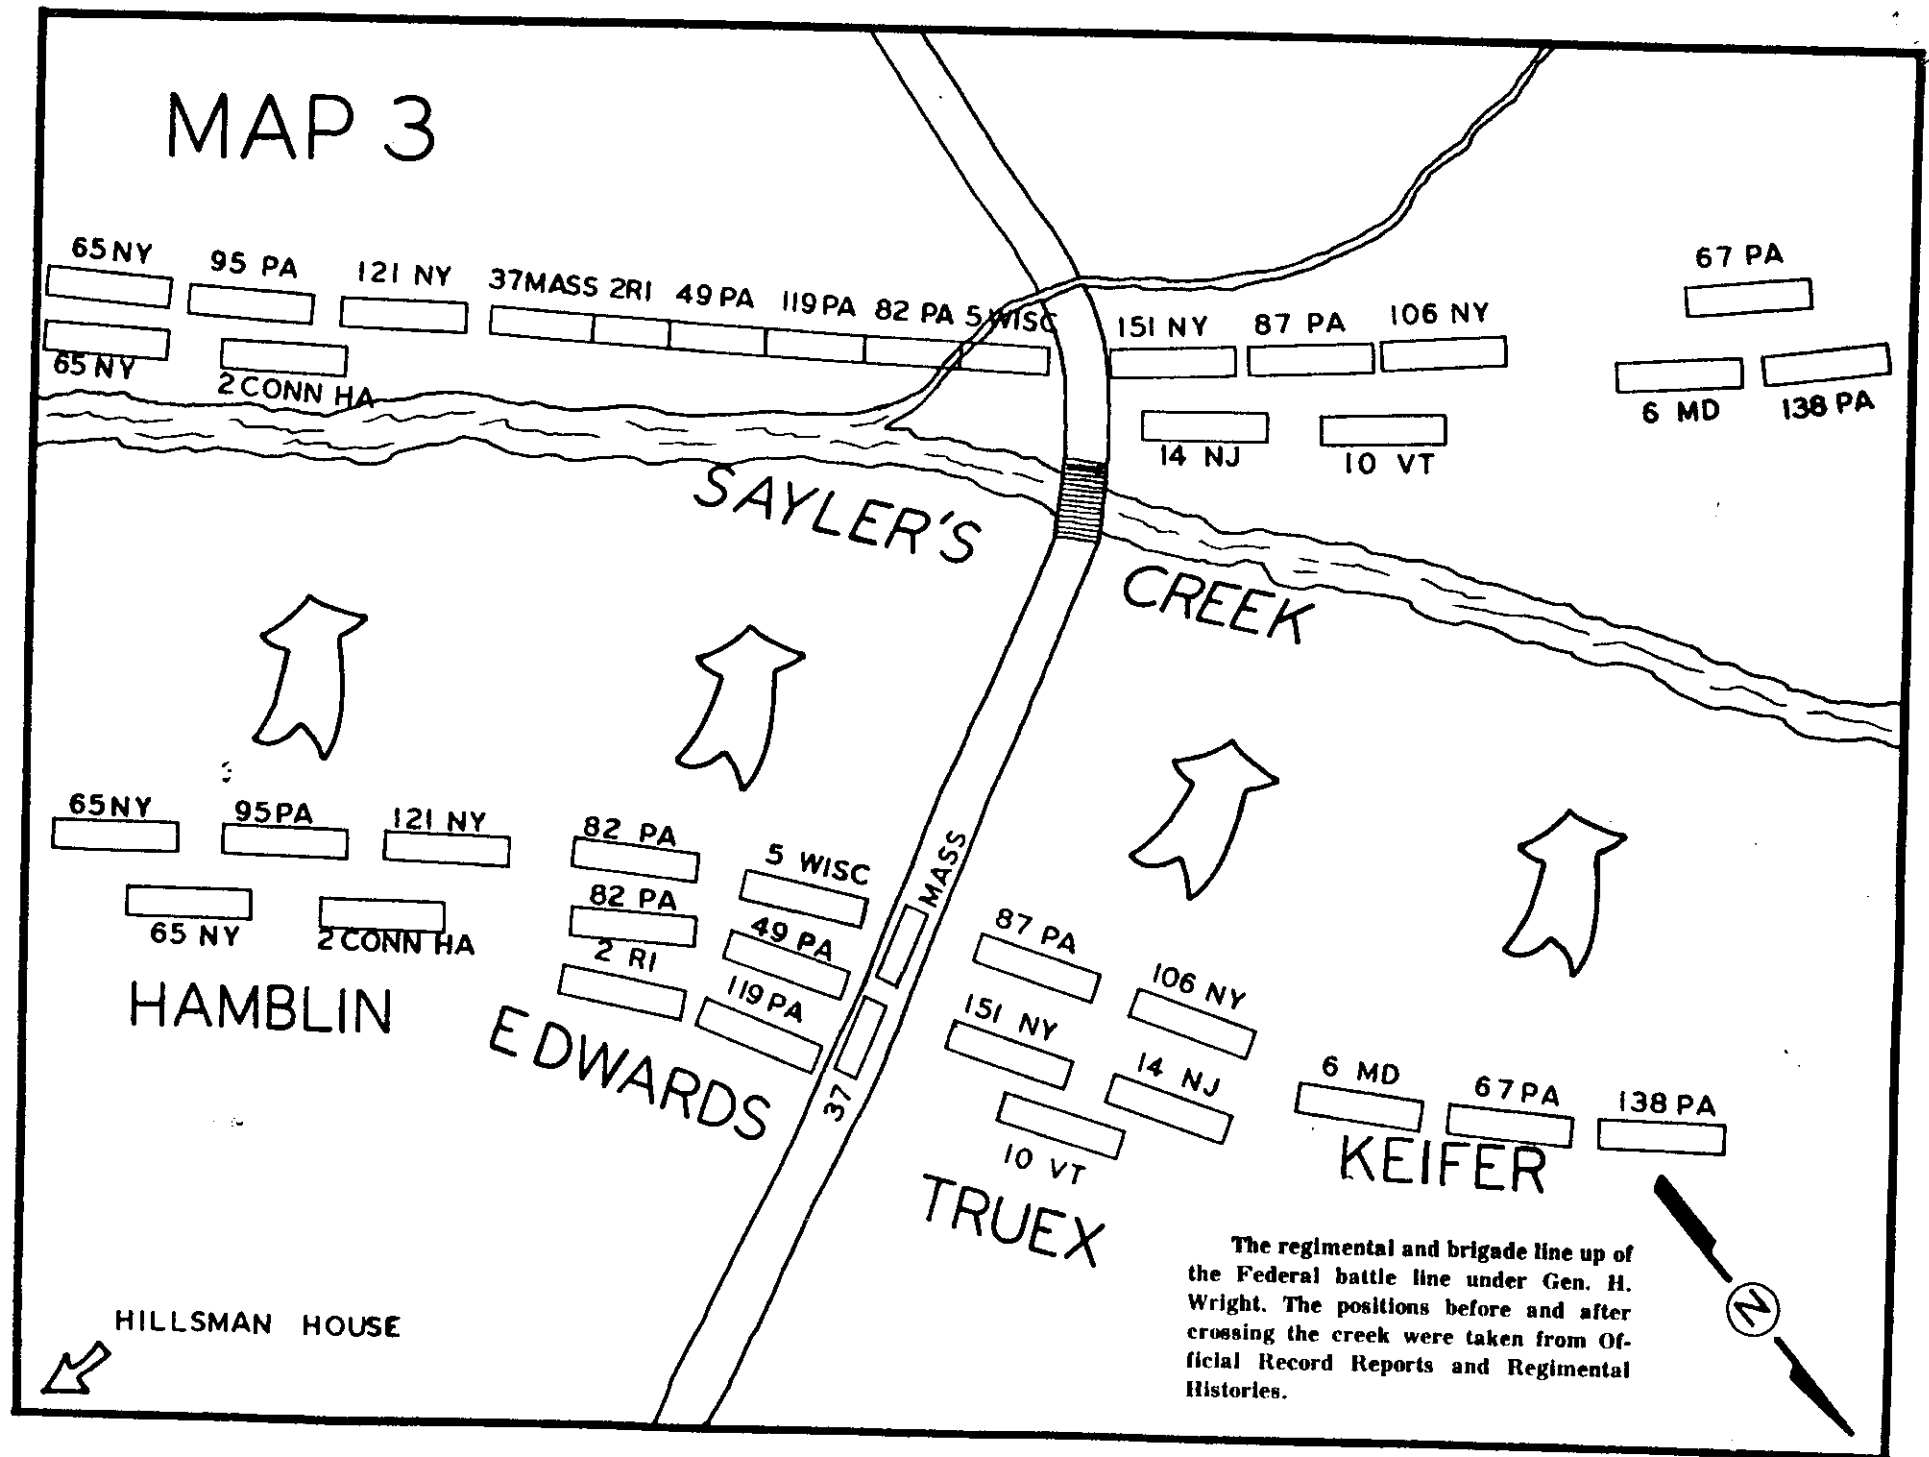 MAP 3
65 NY
95 PA
121 NY
37 MASS 2 RI 49 PA 119 PA 82 PA 5 WISC
151 NY
87 PA
106 NY
67 PA
65 NY
2 CONN HA
14 NJ
10 VT
6 MD
138 PA
SAYLER'S
CREEK
65 NY
95 PA
121 NY
82 PA
5 WISC
65 NY
2 CONN HA
82 PA
49 PA
2 RI
119 PA
37 MASS
87 PA
106 NY
151 NY
14 NJ
10 VT
6 MD
67 PA
138 PA
HAMBLIN
EDWARDS
TRUEX
KEIFER
HILLSMAN HOUSE
The regimental and brigade line up of
the Federal battle line under Gen. H.
Wright. The positions before and after
crossing the creek were taken from Of-
ficial Record Reports and Regimental
Histories.
N